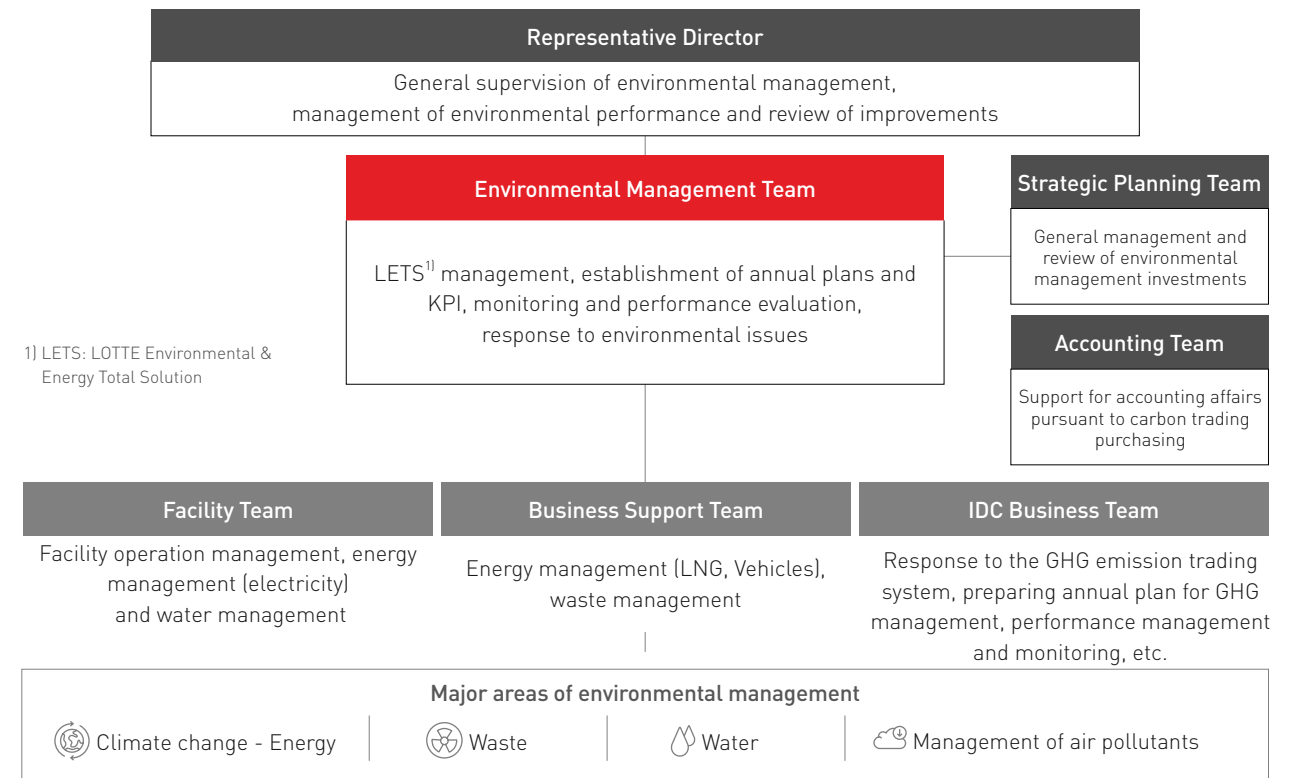 Representative Director
General supervision of environmental management,
management of environmental performance and review of improvements
Environmental Management Team
LETS1) management, establishment of annual plans and
KPI, monitoring and performance evaluation,
response to environmental issues
Strategic Planning Team
General management and
review of environmental
management investments
Accounting Team
Support for accounting affairs
pursuant to carbon trading
purchasing
1) LETS: LOTTE Environmental &
Energy Total Solution
Facility Team
Facility operation management, energy
management (electricity)
and water management
Business Support Team
Energy management (LNG, Vehicles),
waste management
IDC Business Team
Response to the GHG emission trading
system, preparing annual plan for GHG
management, performance management
and monitoring, etc.
Major areas of environmental management
Climate change - Energy
Waste
Water
Management of air pollutants